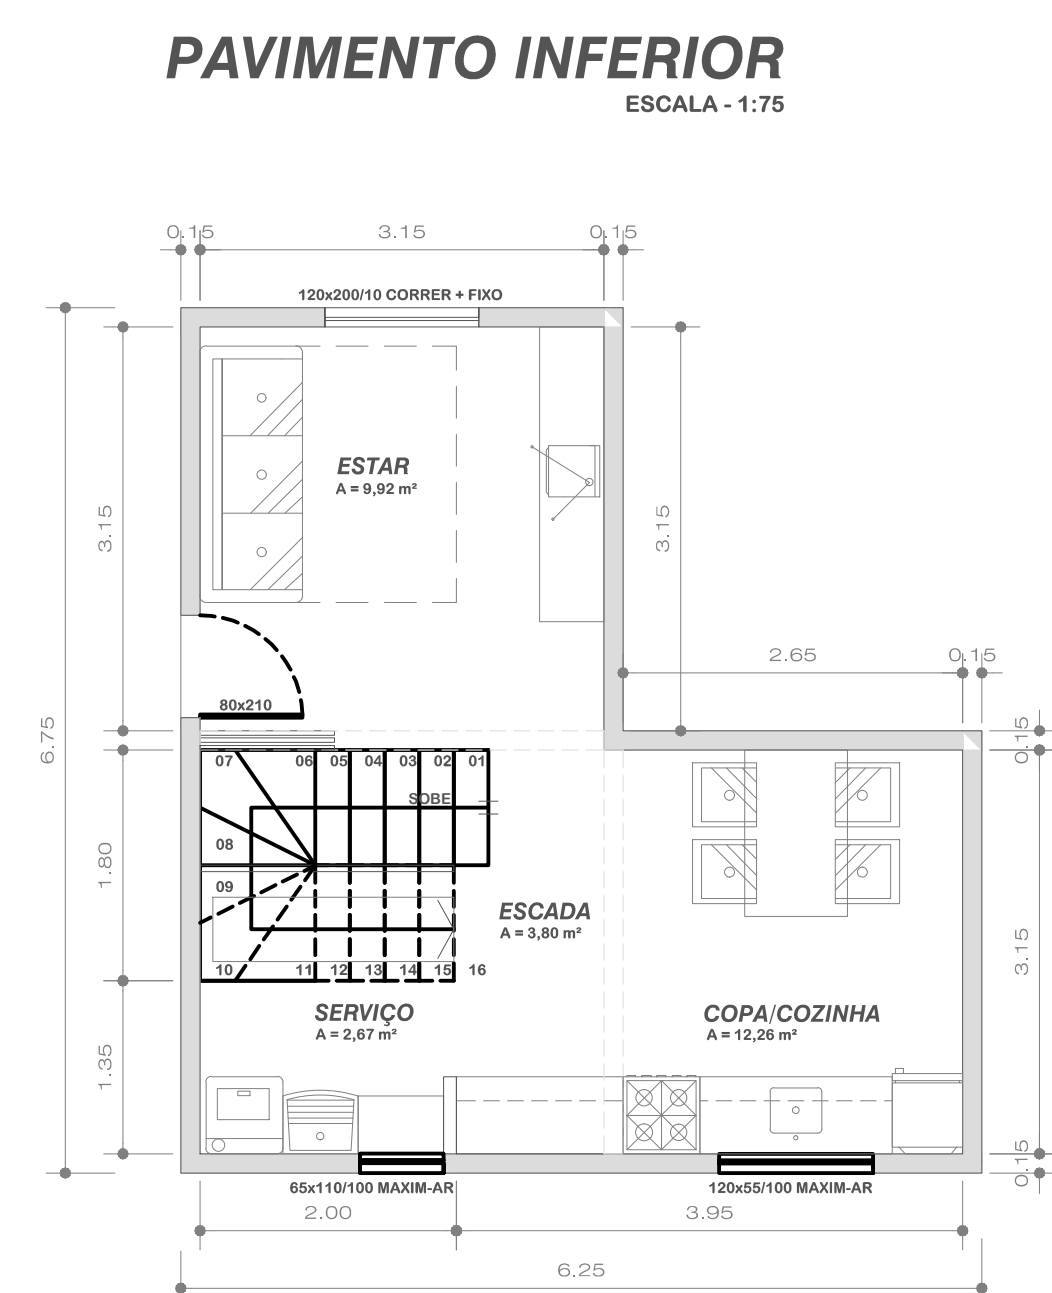 PAVIMENTO INFERIOR
ESCALA - 1:75
0.15
3.15
0.15
120x200/10 CORRER + FIXO
ESTAR
A = 9,92 m²
3.15
3.15
2.65
0.15
80x210
6.75
0.15
07
06
05
04
03
02
01
SOBE
08
1.80
09
ESCADA
A = 3,80 m²
3.15
10
11
12
13
14
15
16
SERVIÇO
A = 2,67 m²
COPA/COZINHA
A = 12,26 m²
1.35
0.15
65x110/100 MAXIM-AR
120x55/100 MAXIM-AR
2.00
3.95
6.25